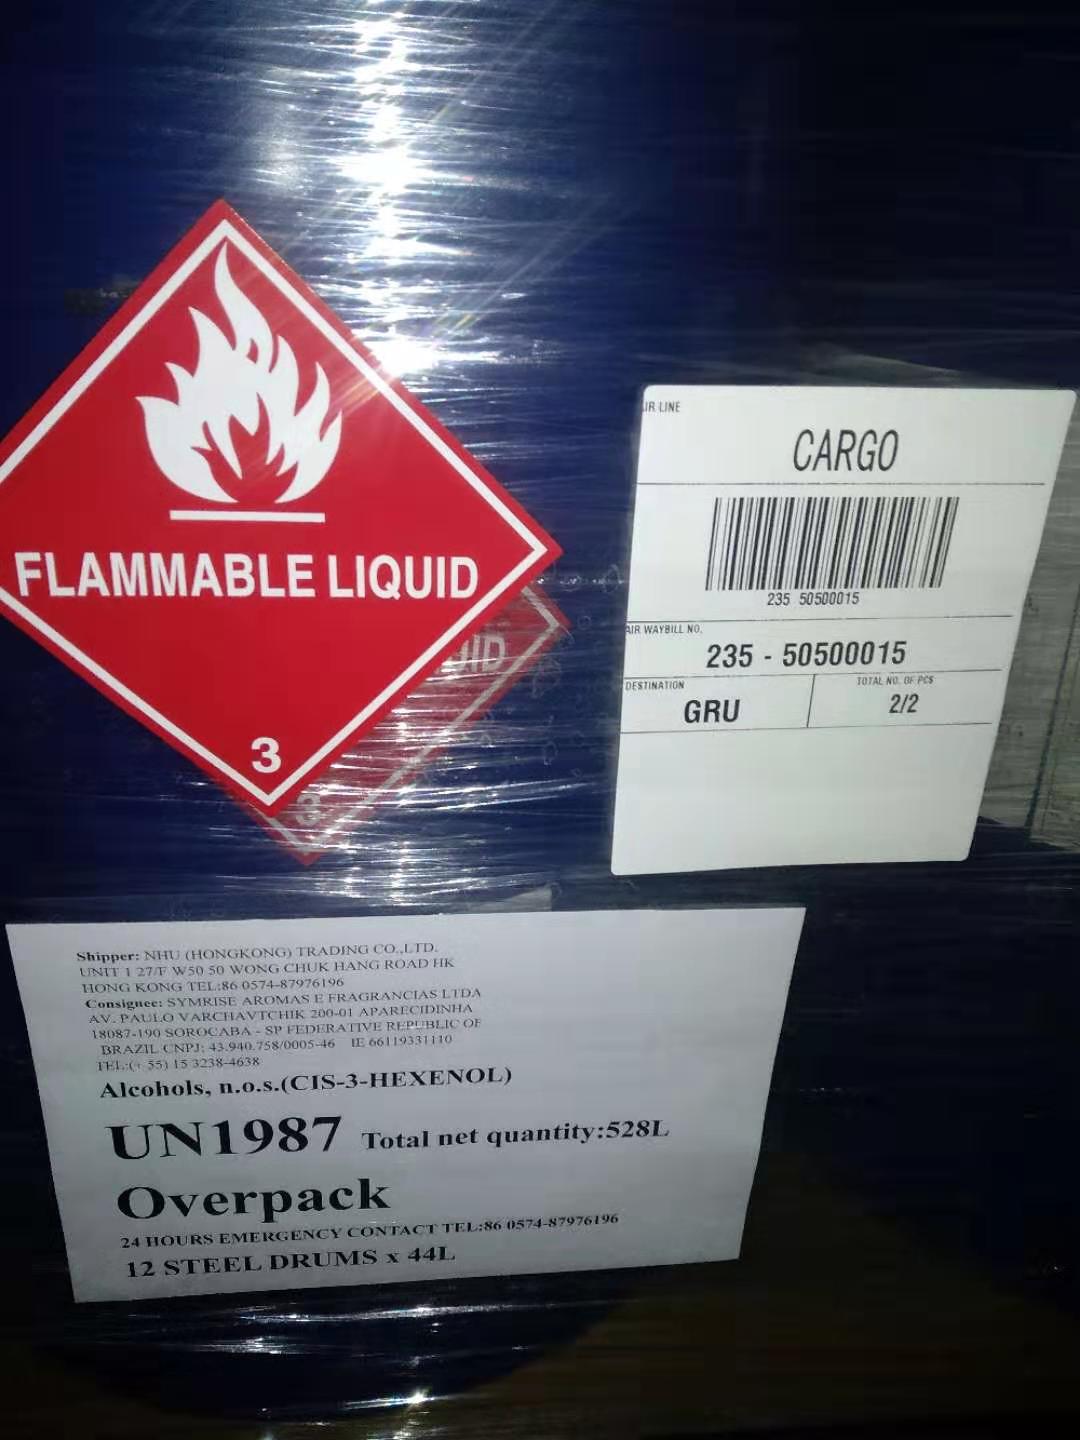 FLAMMABLE LIQUID
3
UID
3
AIR LINE
CARGO
235 50500015
AIR WAYBILL NO.
235 - 50500015
DESTINATION
GRU
TOTAL NO. OF PCS
2/2
Shipper: NHU (HONGKONG) TRADING CO.,LTD.
UNIT 1 27/F W50 50 WONG CHUK HANG ROAD HK
HONG KONG TEL:86 0574-87976196
Consignee: SYMRISE AROMAS E FRAGRANCIAS LTDA
AV. PAULO VARCHAVTCHIK 200-01 APARECIDINHA
18087-190 SOROCABA - SP FEDERATIVE REPUBLIC OF
BRAZIL CNPJ: 43.940.758/0005-46 IE 66119331110
TEL:(+ 55) 15 3238-4638
Alcohols, n.o.s.(CIS-3-HEXENOL)
UN1987 Total net quantity:528L
Overpack
24 HOURS EMERGENCY CONTACT TEL:86 0574-87976196
12 STEEL DRUMS x 44L